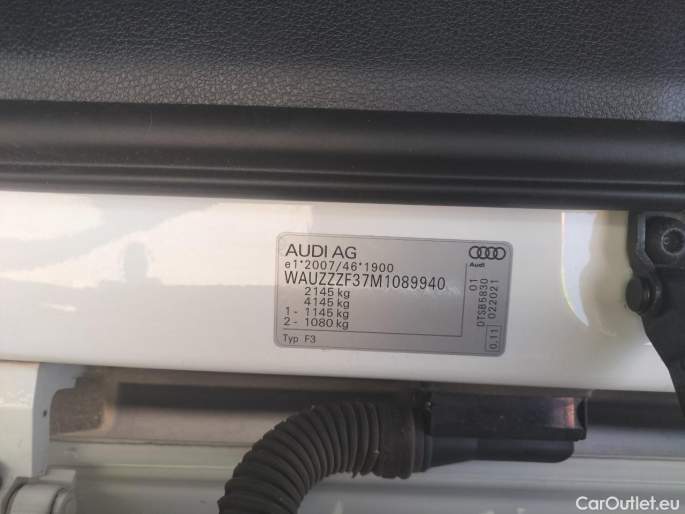 AUDI AG
Audi
e1*2007/46*1900
WAUZZZF37M1089940
2145 kg
4145 kg
1 - 1145 kg
2 - 1080 kg
Typ F3
01
DTSB5830
022021
0.11
CarOutlet.eu